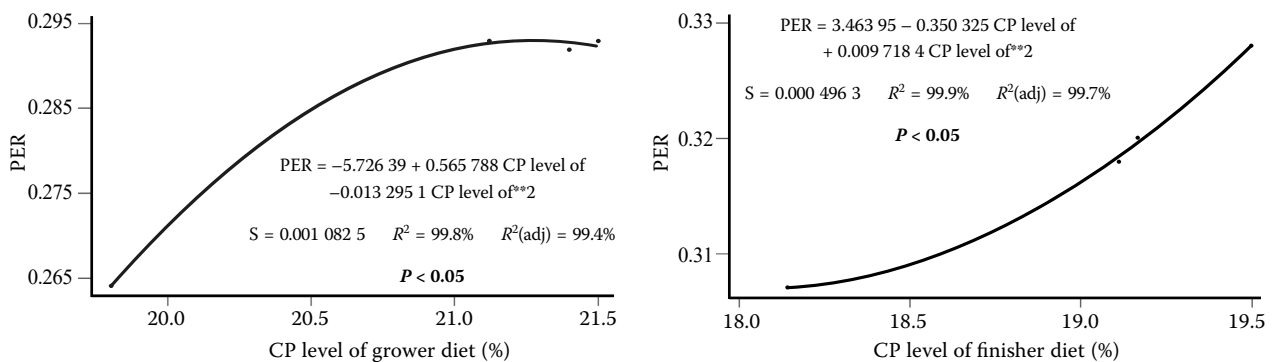 0.295
0.285
0.275
0.265
PER
PER = −5.726 39 + 0.565 788 CP level of
−0.013 295 1 CP level of**2
S = 0.001 082 5 R² = 99.8% R²(adj) = 99.4%
P < 0.05
20.0 20.5 21.0 21.5
CP level of grower diet (%)
0.33
0.32
0.31
PER
PER = 3.463 95 − 0.350 325 CP level of
+ 0.009 718 4 CP level of**2
S = 0.000 496 3 R² = 99.9% R²(adj) = 99.7%
P < 0.05
18.0 18.5 19.0 19.5
CP level of finisher diet (%)